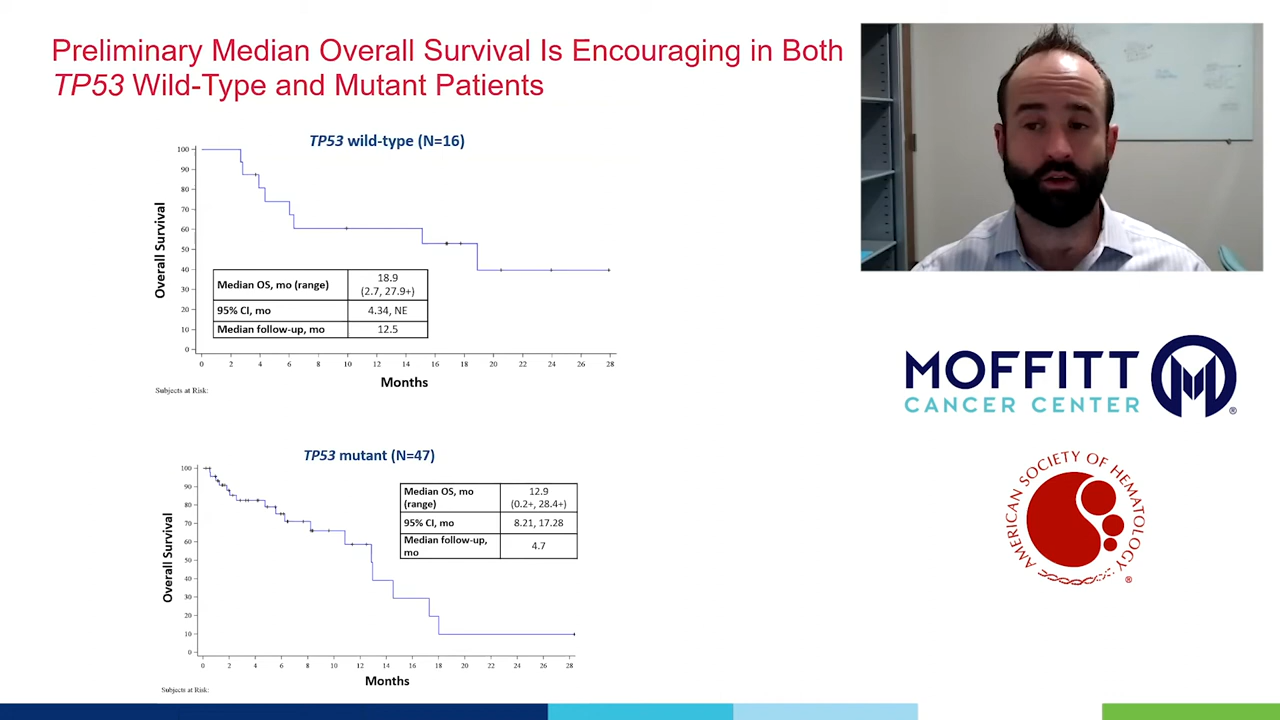 Preliminary Median Overall Survival Is Encouraging in Both
TP53 Wild-Type and Mutant Patients
TP53 wild-type (N=16)
Overall Survival
100
90
80
70
60
50
40
30
20
10
0
Median OS, mo (range)
18.9
(2.7, 27.9+)
95% CI, mo
4.34, NE
Median follow-up, mo
12.5
0 2 4 6 8 10 12 14 16 18 20 22 24 26 28
Months
Subjects at Risk:
TP53 mutant (N=47)
Overall Survival
100
90
80
70
60
50
40
30
20
10
0
Median OS, mo
(range)
12.9
(0.2+, 28.4+)
95% CI, mo
8.21, 17.28
Median follow-up,
mo
4.7
0 2 4 6 8 10 12 14 16 18 20 22 24 26 28
Months
Subjects at Risk:
MOFFITT
CANCER CENTER
®
AMERICAN SOCIETY OF HEMATOLOGY
®